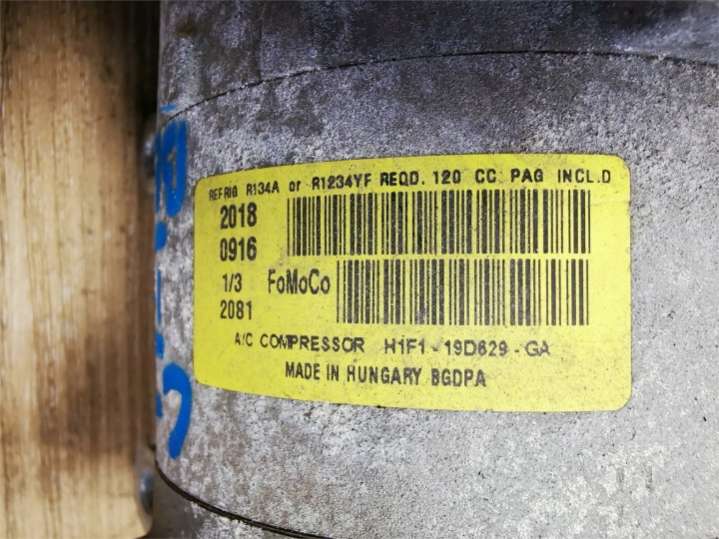 REFRIG R134A or R1234YF REQD. 120 CC PAG INCL.D
2018
0916
1/3 FoMoCo
2081
A/C COMPRESSOR H1F1-19D629-GA
MADE IN HUNGARY BGDPA